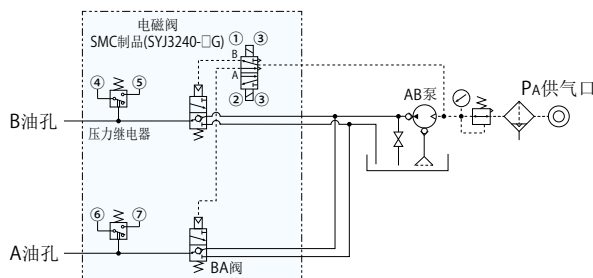 电磁阀
SMC制品(SYJ3240-□G)
① ③
B
A
② ③
④ ⑤
B油孔
压力继电器
AB泵
PA供气口
⑥ ⑦
A油孔
BA阀